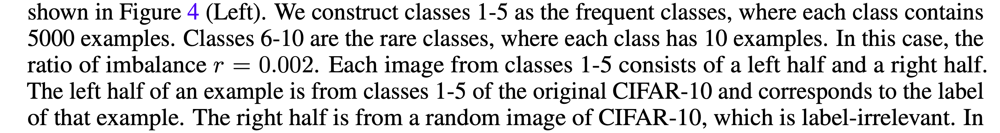 shown in Figure 4 (Left). We construct classes 1-5 as the frequent classes, where each class contains
5000 examples. Classes 6-10 are the rare classes, where each class has 10 examples. In this case, the
ratio of imbalance r = 0.002. Each image from classes 1-5 consists of a left half and a right half.
The left half of an example is from classes 1-5 of the original CIFAR-10 and corresponds to the label
of that example. The right half is from a random image of CIFAR-10, which is label-irrelevant. In